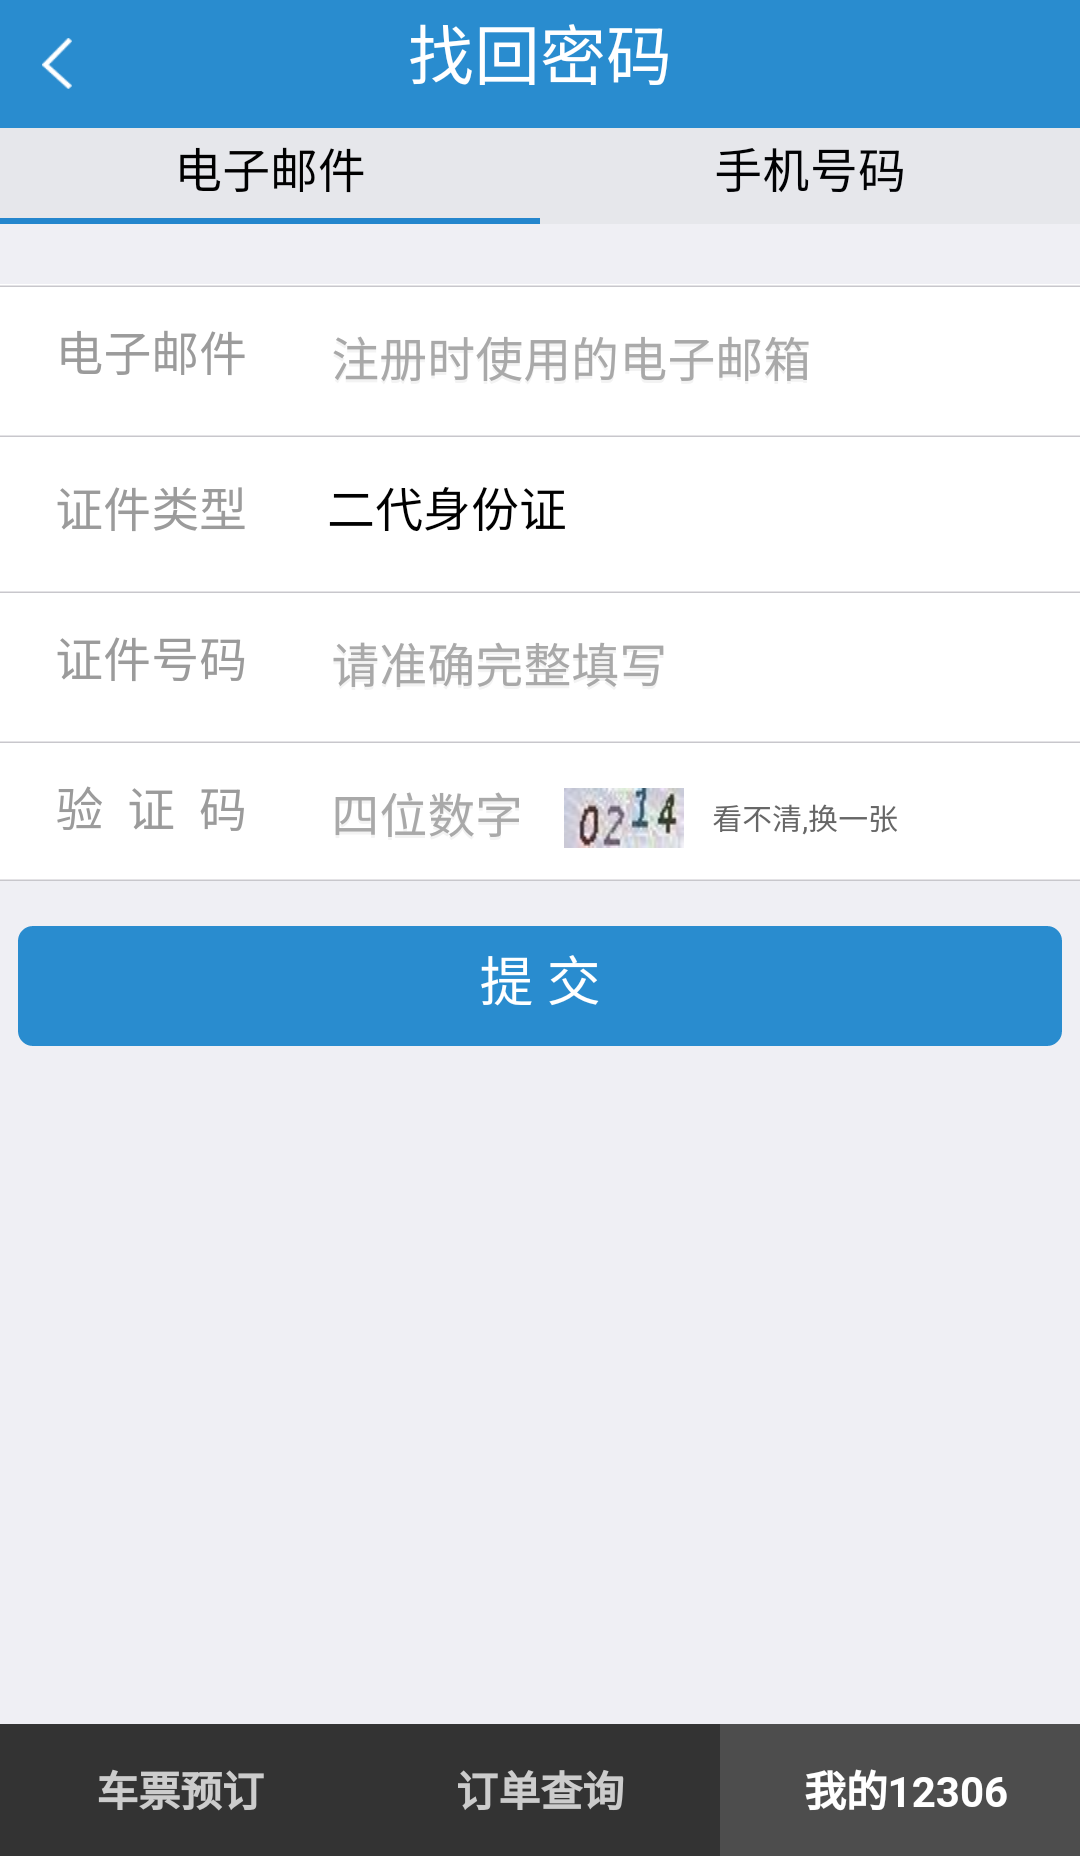 找回密码
电子邮件 手机号码
电子邮件 注册时使用的电子邮箱
证件类型 二代身份证
证件号码 请准确完整填写
验 证 码 四位数字 0214 看不清,换一张
提 交
车票预订 订单查询 我的12306